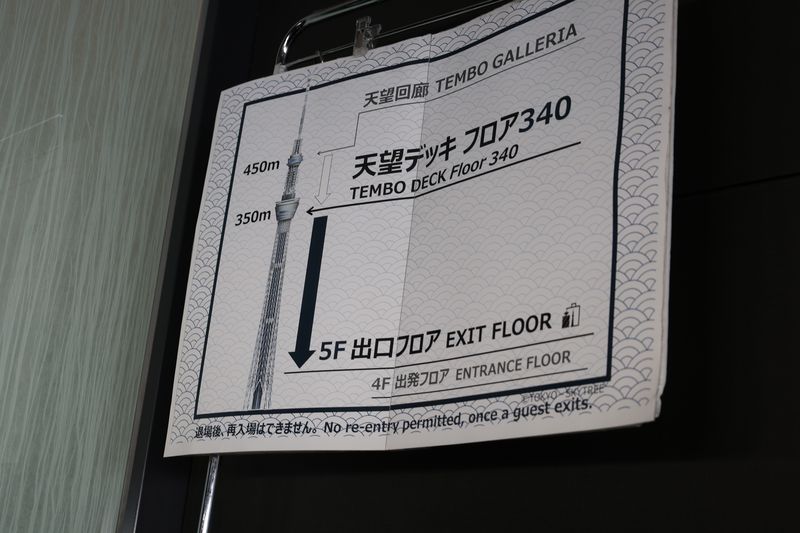 天望回廊 TEMBO GALLERIA
450m
天望デッキ フロア340
TEMBO DECK Floor 340
350m
5F 出口フロア EXIT FLOOR
4F 出発フロア ENTRANCE FLOOR
©TOKYO-SKYTREE
退場後、再入場はできません。 No re-entry permitted, once a guest exits.